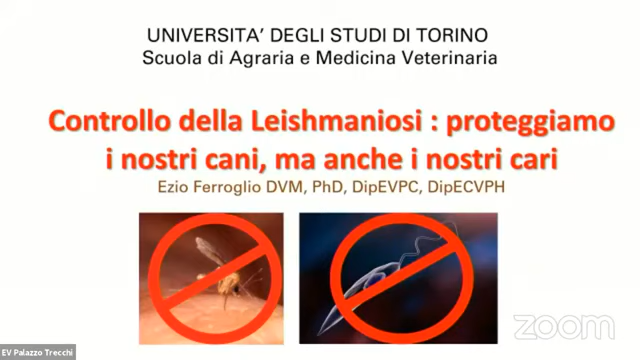 UNIVERSITA' DEGLI STUDI DI TORINO
Scuola di Agraria e Medicina Veterinaria
Controllo della Leishmaniosi : proteggiamo
i nostri cani, ma anche i nostri cari
Ezio Ferroglio DVM, PhD, DipEVPC, DipECVPH
zoom
EV Palazzo Trecchi